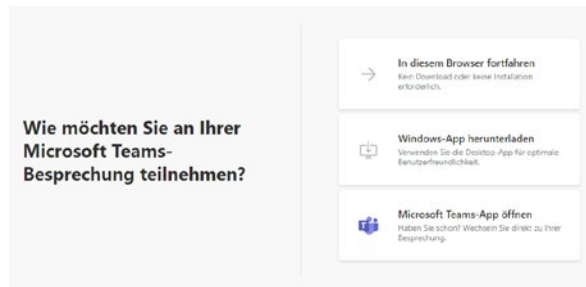 Wie möchten Sie an Ihrer
Microsoft Teams-
Besprechung teilnehmen?
In diesem Browser fortfahren
Kein Download oder keine Installation
erforderlich.
Windows-App herunterladen
Verwenden Sie die Desktop-App für optimale
Benutzerfreundlichkeit.
Microsoft Teams-App öffnen
Haben Sie schon? Wechseln Sie direkt zu Ihrer
Besprechung.